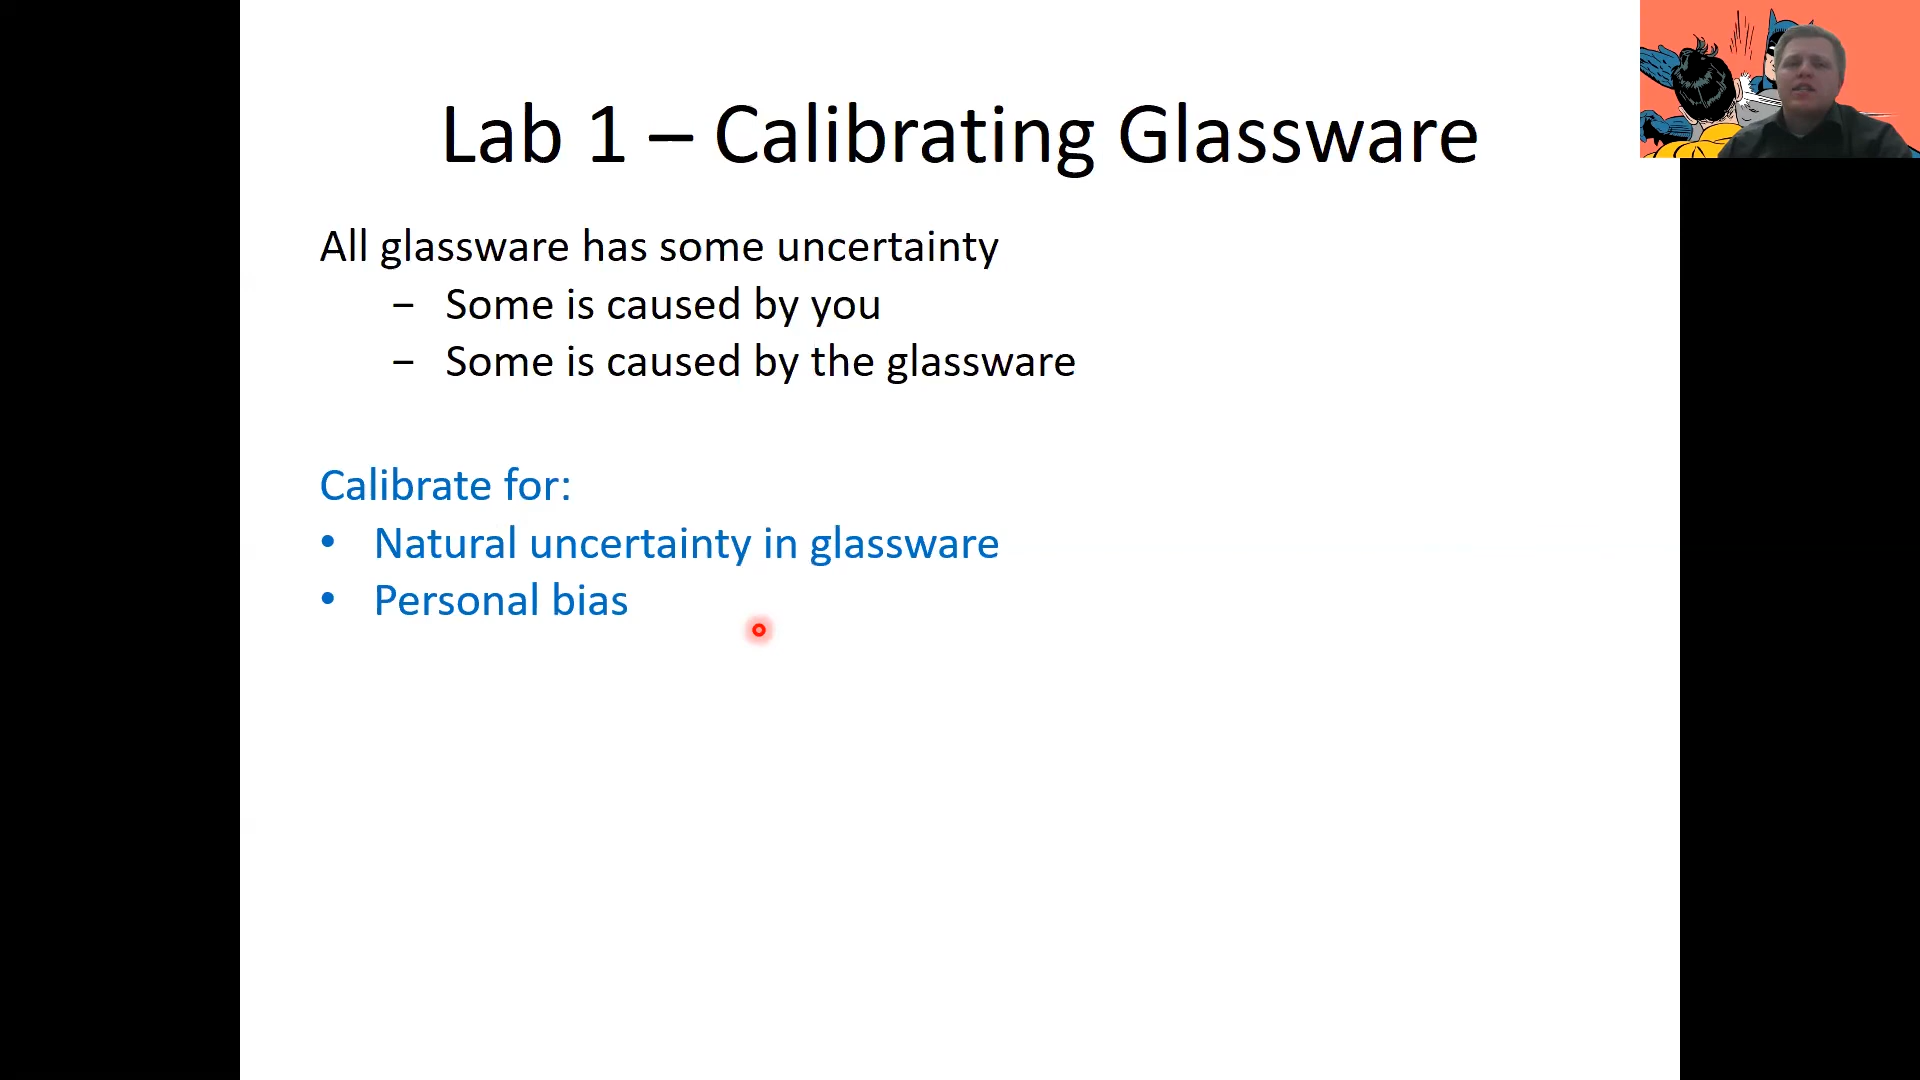 Lab 1 – Calibrating Glassware
All glassware has some uncertainty
– Some is caused by you
– Some is caused by the glassware
Calibrate for:
• Natural uncertainty in glassware
• Personal bias